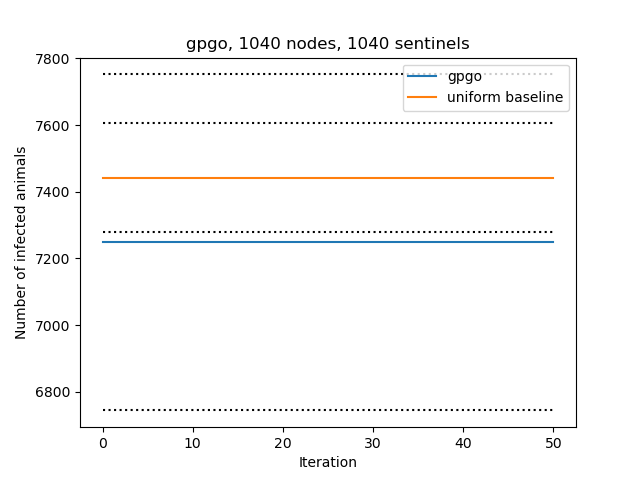 gpgo, 1040 nodes, 1040 sentinels
7800
7600
7400
7200
7000
6800
Number of infected animals
gpgo
uniform baseline
0 10 20 30 40 50
Iteration